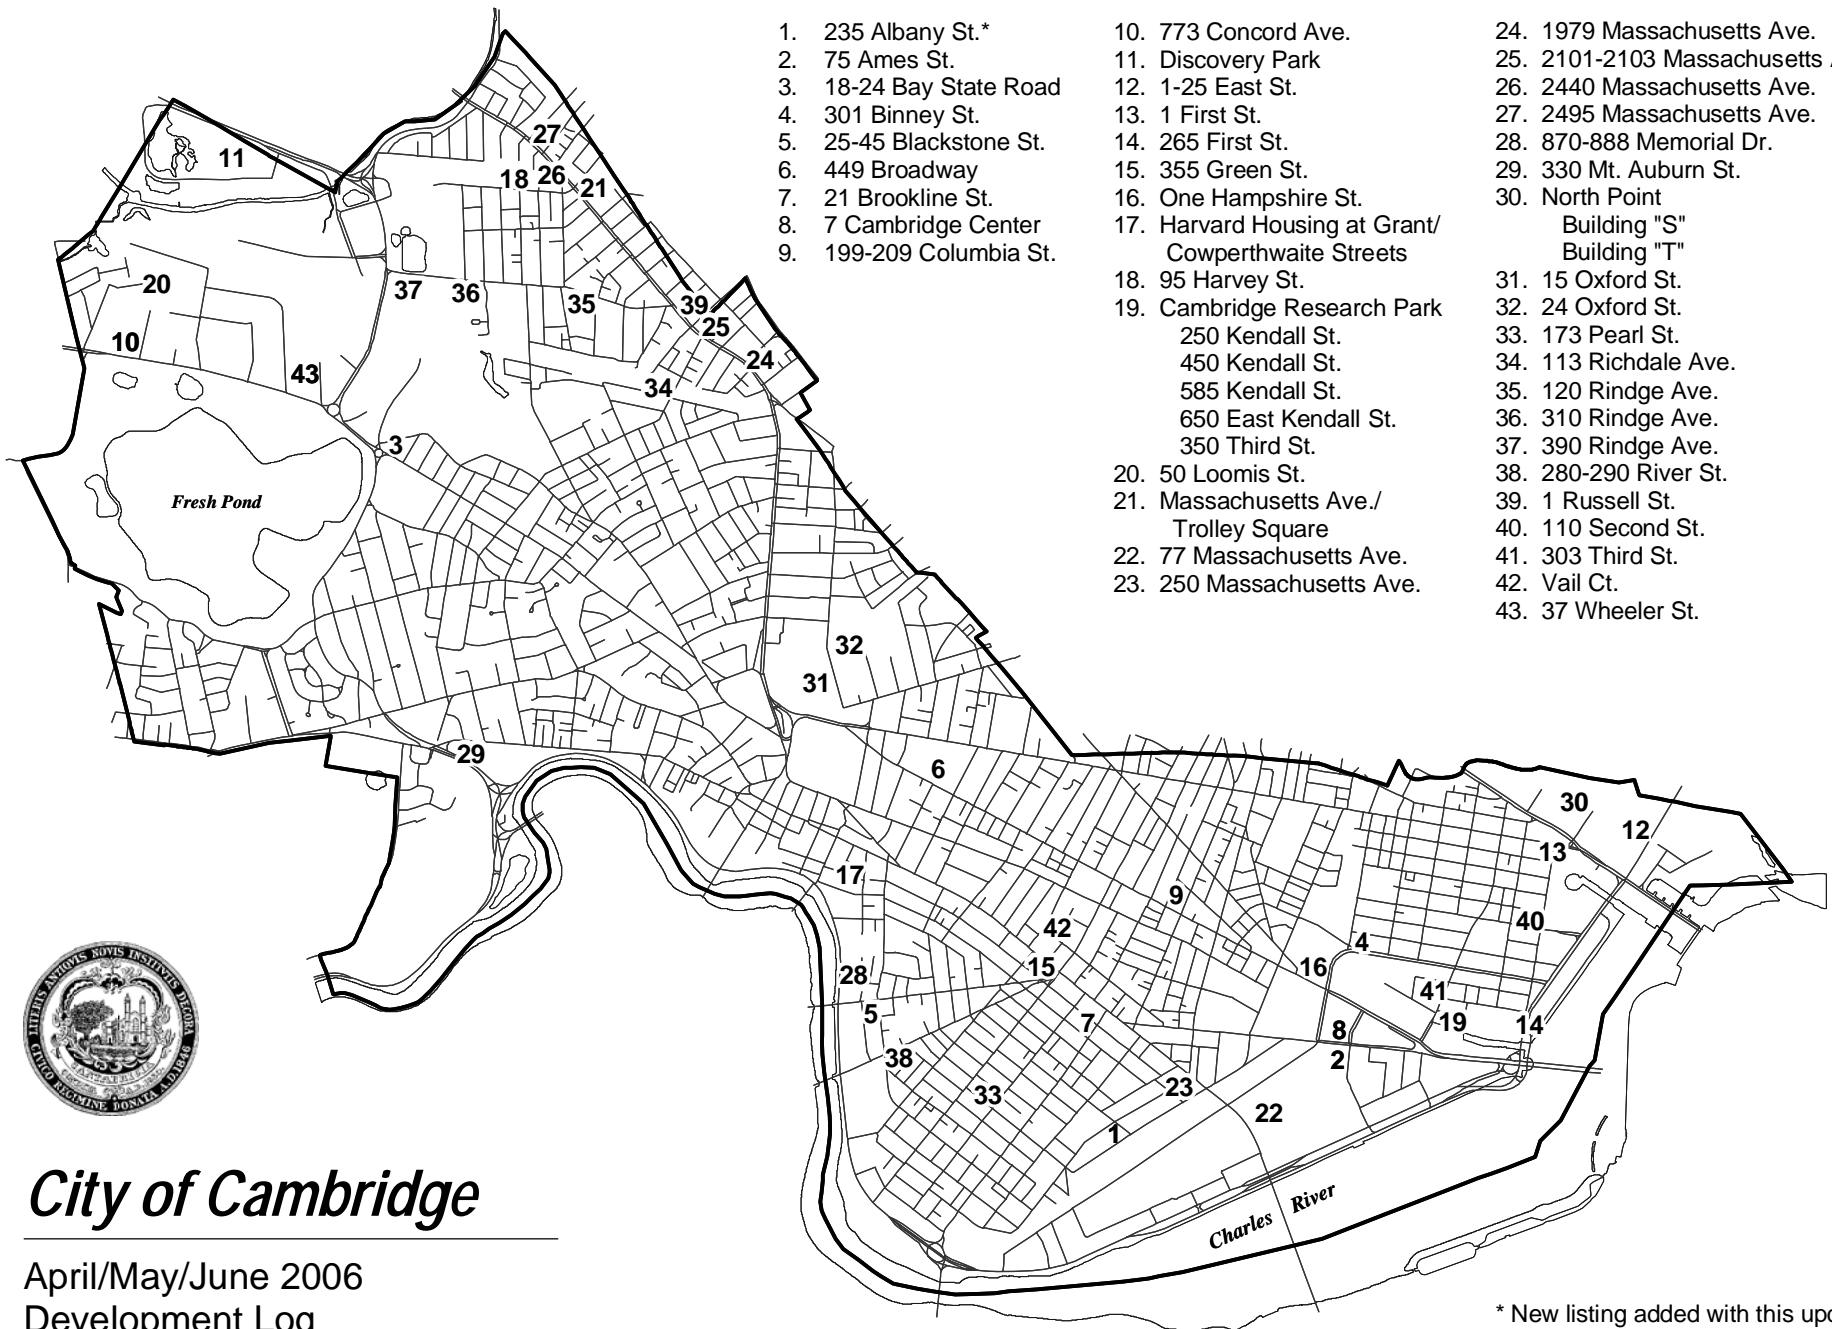 1. 235 Albany St.*
2. 75 Ames St.
3. 18-24 Bay State Road
4. 301 Binney St.
5. 25-45 Blackstone St.
6. 449 Broadway
7. 21 Brookline St.
8. 7 Cambridge Center
9. 199-209 Columbia St.
10. 773 Concord Ave.
11. Discovery Park
12. 1-25 East St.
13. 1 First St.
14. 265 First St.
15. 355 Green St.
16. One Hampshire St.
17. Harvard Housing at Grant/
Cowperthwaite Streets
18. 95 Harvey St.
19. Cambridge Research Park
250 Kendall St.
450 Kendall St.
585 Kendall St.
650 East Kendall St.
350 Third St.
20. 50 Loomis St.
21. Massachusetts Ave./
Trolley Square
22. 77 Massachusetts Ave.
23. 250 Massachusetts Ave.
24. 1979 Massachusetts Ave.
25. 2101-2103 Massachusetts
26. 2440 Massachusetts Ave.
27. 2495 Massachusetts Ave.
28. 870-888 Memorial Dr.
29. 330 Mt. Auburn St.
30. North Point
Building "S"
Building "T"
31. 15 Oxford St.
32. 24 Oxford St.
33. 173 Pearl St.
34. 113 Richdale Ave.
35. 120 Rindge Ave.
36. 310 Rindge Ave.
37. 390 Rindge Ave.
38. 280-290 River St.
39. 1 Russell St.
40. 110 Second St.
41. 303 Third St.
42. Vail Ct.
43. 37 Wheeler St.
27
11
18
26
21
20
37
36
35
39
25
10
43
24
34
3
Fresh Pond
32
31
29
6
30
12
13
17
9
40
42
4
15
16
28
41
5
7
8
19
14
38
2
23
33
22
1
Charles River
LITERIS ANTIQVIS NOVIS INSTITVTIS DECORA
CIVICO REGIMINE DONATA A.D. 1846
City of Cambridge
April/May/June 2006
Development Log
* New listing added with this